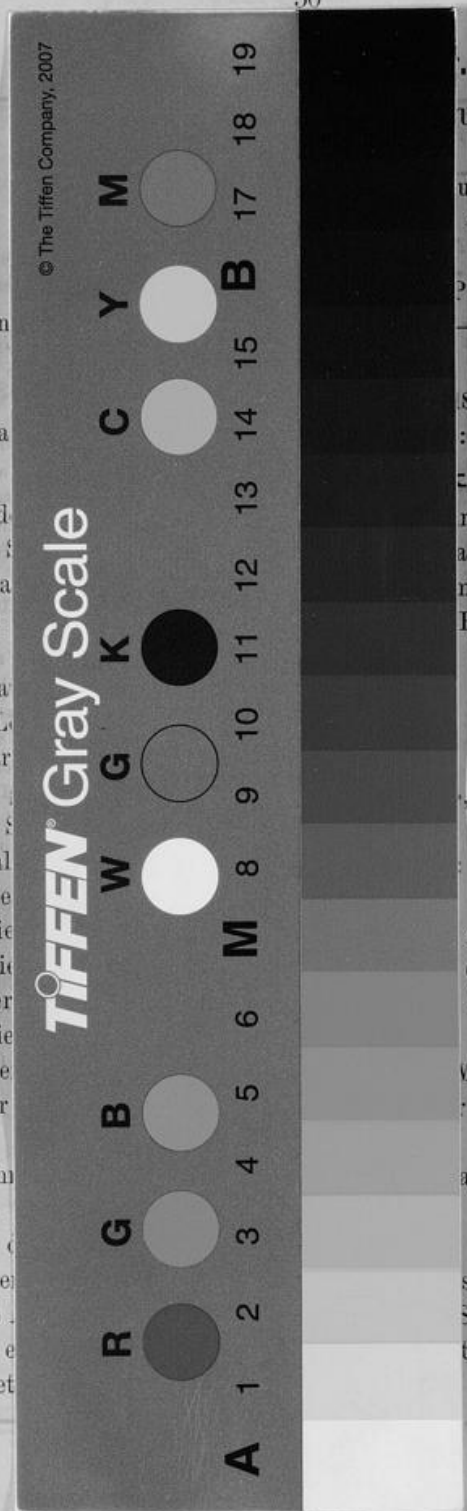 © The Tiffen Company, 2007
TIFFEN® Gray Scale
R G B W G K C Y M
A 1 2 3 4 5 6 M 8 9 10 11 12 13 14 15 B 17 18 19